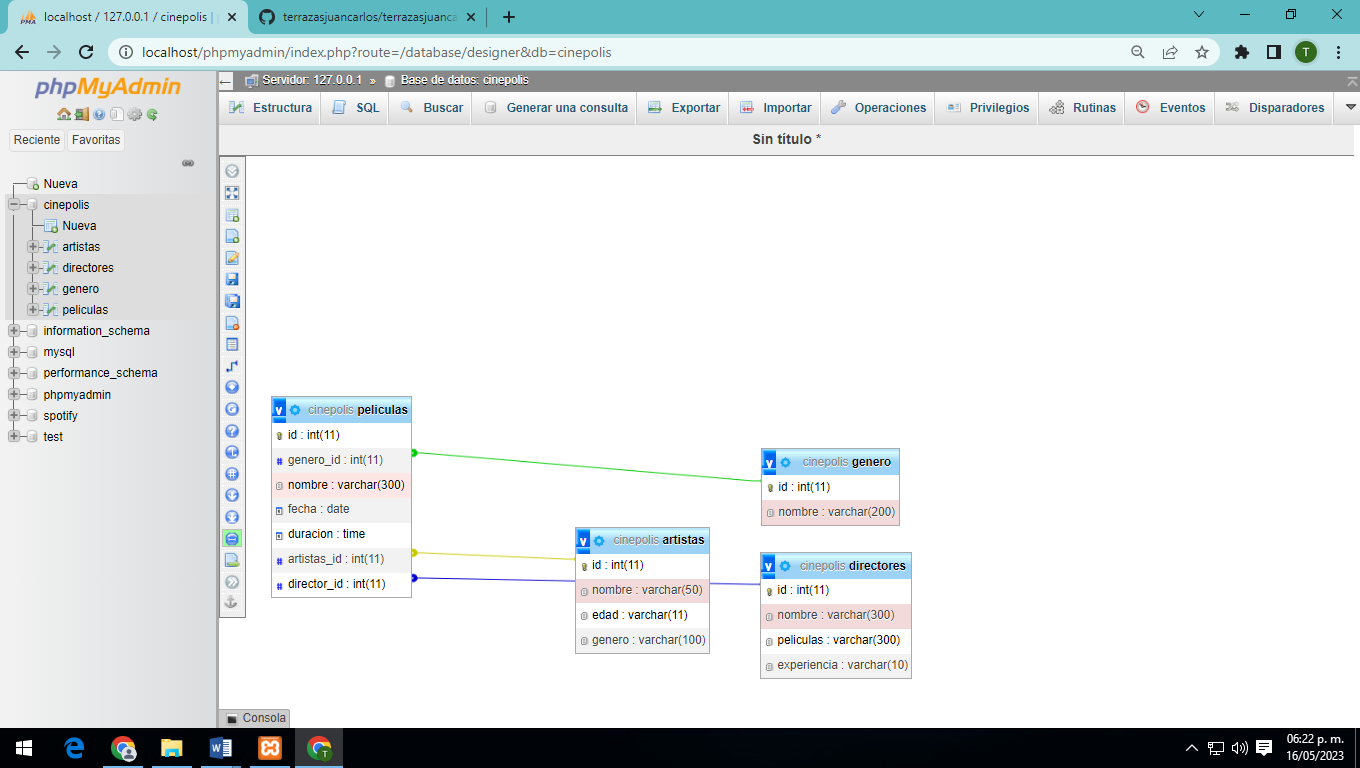 localhost / 127.0.0.1 / cinepolis |
terrazasjuancarlos/terrazasjuanca
localhost/phpmyadmin/index.php?route=/database/designer&db=cinepolis
T
phpMyAdmin
Reciente Favoritas
Nueva
cinepolis
Nueva
artistas
directores
genero
peliculas
information_schema
mysql
performance_schema
phpmyadmin
spotify
test
Servidor: 127.0.0.1 » Base de datos: cinepolis
Estructura SQL Buscar Generar una consulta Exportar Importar Operaciones Privilegios Rutinas Eventos Disparadores
Sin título *
v cinepolis peliculas
id : int(11)
genero_id : int(11)
nombre : varchar(300)
fecha : date
duracion : time
artistas_id : int(11)
director_id : int(11)
v cinepolis genero
id : int(11)
nombre : varchar(200)
v cinepolis artistas
id : int(11)
nombre : varchar(50)
edad : varchar(11)
genero : varchar(100)
v cinepolis directores
id : int(11)
nombre : varchar(300)
peliculas : varchar(300)
experiencia : varchar(10)
Consola
06:22 p. m.
16/05/2023